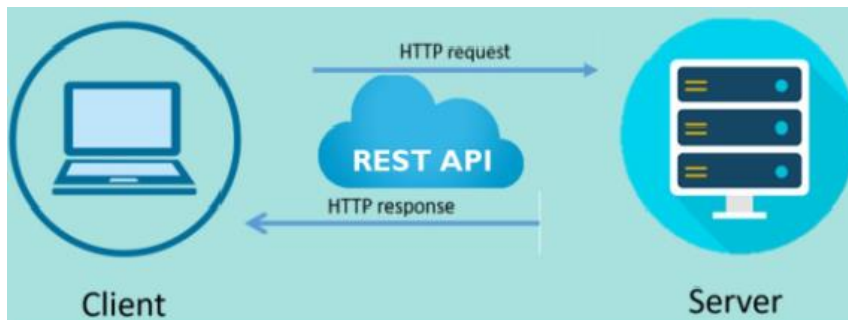 HTTP request
REST API
HTTP response
Client
Server